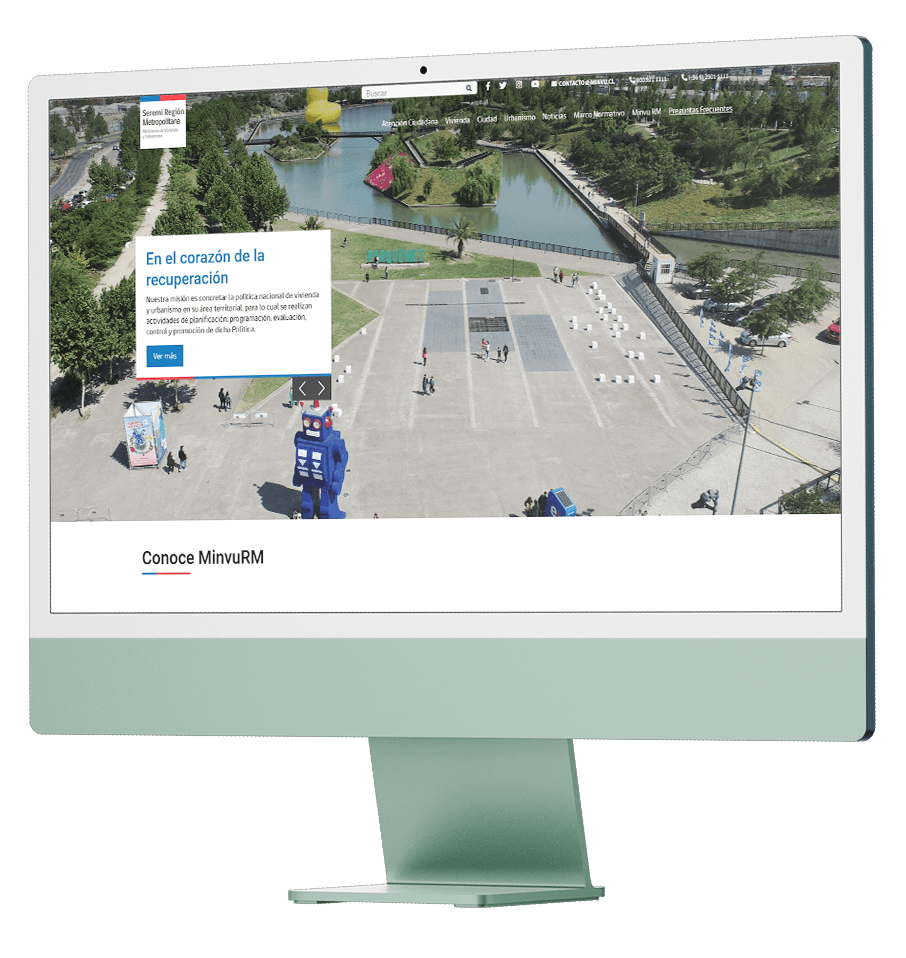 Buscar
CONTACTO @ MINVU.CL
600 901 1111
Seremi Región
Metropolitana
Ministerio de Vivienda
y Urbanismo
Atención Ciudadana Vivienda Ciudad Urbanismo Noticias Marco Normativo Minvu RM Preguntas Frecuentes
En el corazón de la
recuperación
Nuestra misión es concretar la política nacional de vivienda
y urbanismo en su área territorial, para lo cual se realizan
actividades de planificación, programación, evaluación,
control y promoción de dicha Política.
Ver más
Conoce MinvuRM